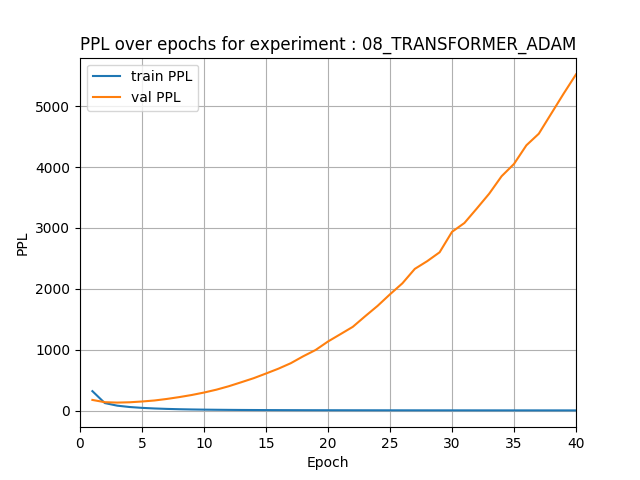 PPL over epochs for experiment : 08_TRANSFORMER_ADAM
train PPL
val PPL
5000
4000
3000
2000
1000
0
PPL
0 5 10 15 20 25 30 35 40
Epoch